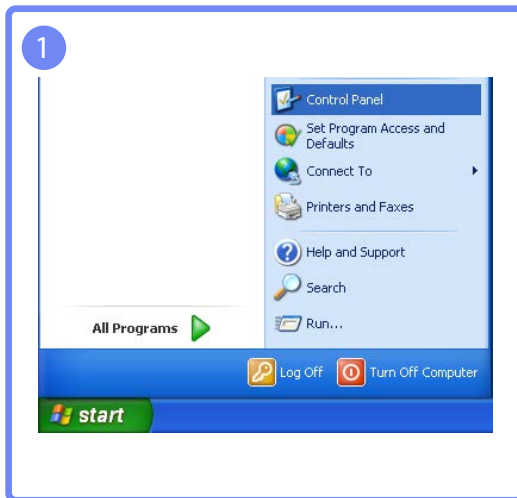 1
Control Panel
Set Program Access and
Defaults
Connect To
Printers and Faxes
Help and Support
Search
All Programs
Run...
Log Off
Turn Off Computer
start